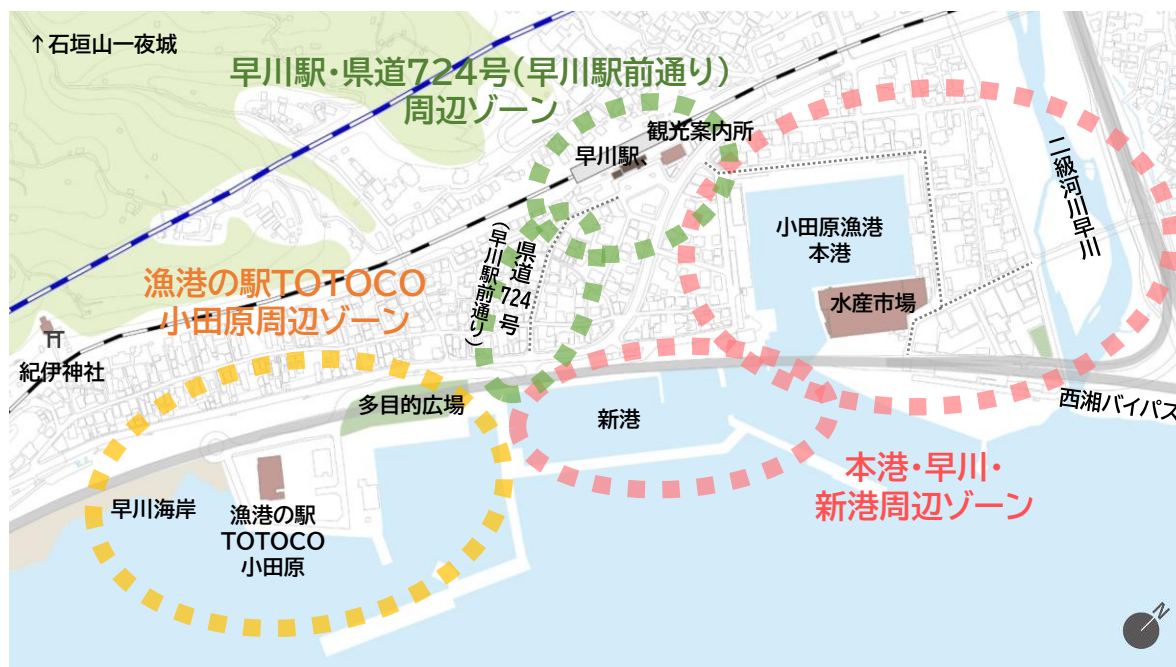 ↑石垣山一夜城
早川駅・県道724号(早川駅前通り)
周辺ゾーン
観光案内所
早川駅、
二級河川早川
小田原漁港
本港
県道724号
(早川駅前通り)
漁港の駅TOTOCO
小田原周辺ゾーン
水産市場
紀伊神社
多目的広場
新港
西湘バイパス
本港・早川・
新港周辺ゾーン
早川海岸
漁港の駅
TOTOCO
小田原
N